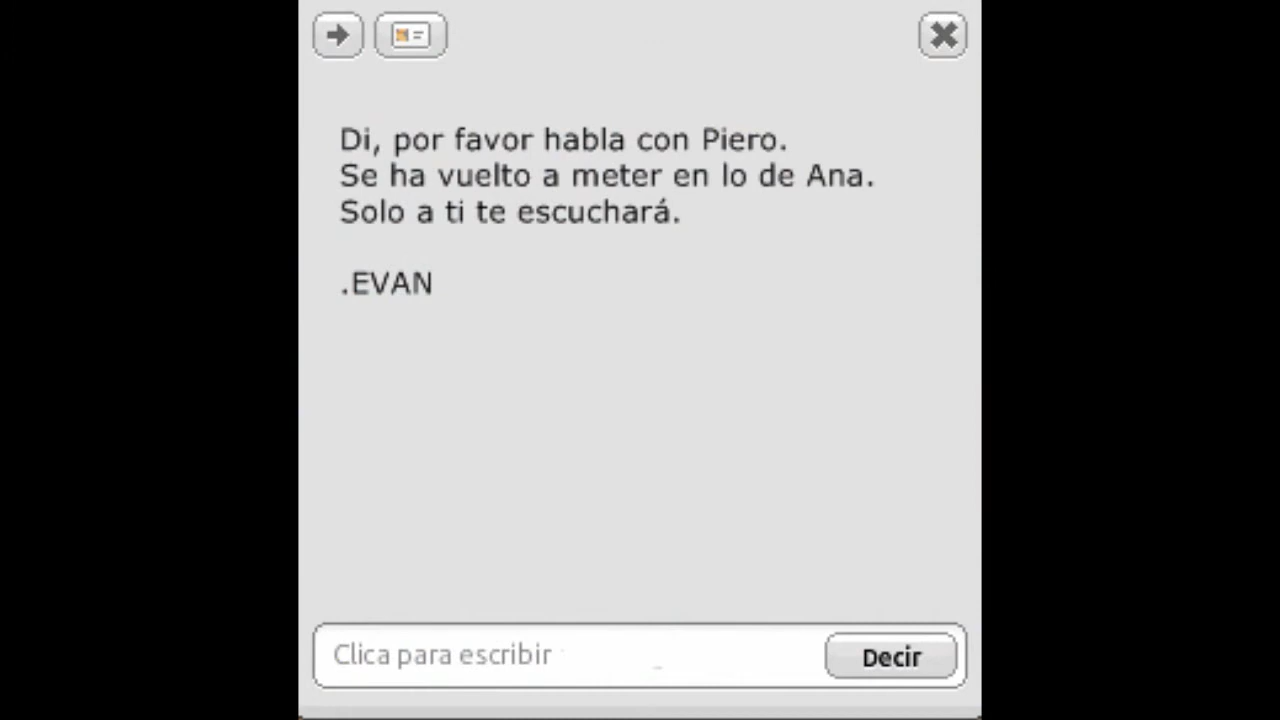 Di, por favor habla con Piero.
Se ha vuelto a meter en lo de Ana.
Solo a ti te escuchará.
.EVAN
Clica para escribir
Decir